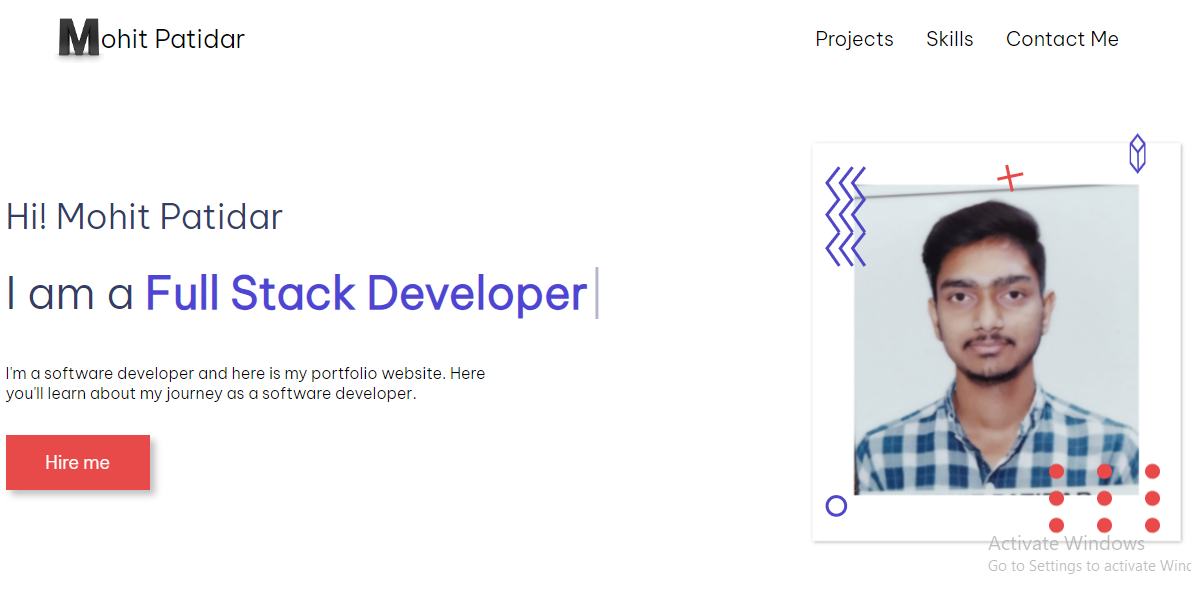 Mohit Patidar
Projects Skills Contact Me
Hi! Mohit Patidar
I am a Full Stack Developer
I'm a software developer and here is my portfolio website. Here
you'll learn about my journey as a software developer.
Hire me
Activate Windows
Go to Settings to activate